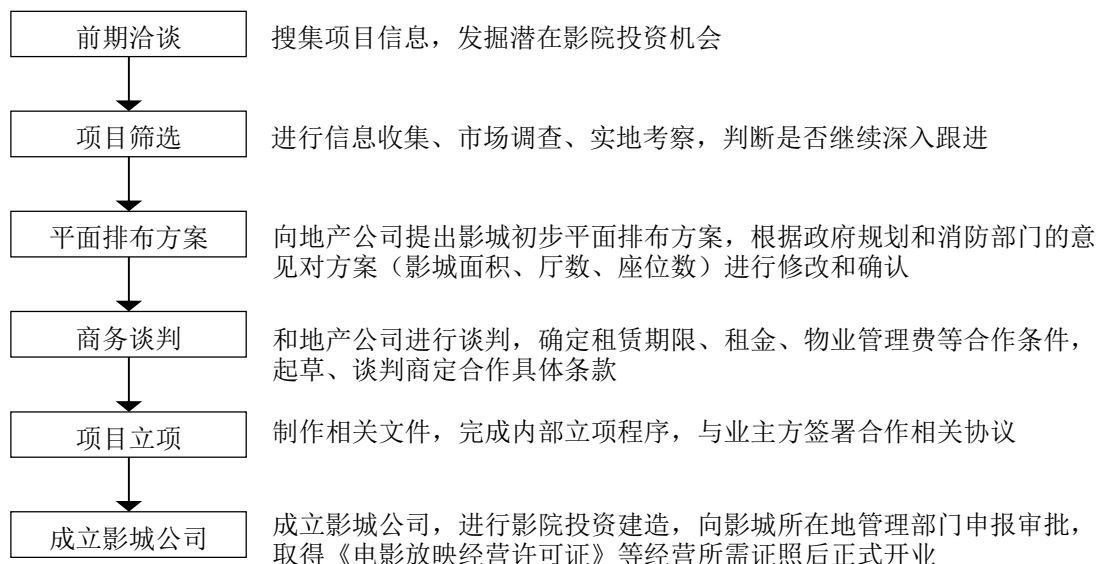 前期洽谈
搜集项目信息，发掘潜在影院投资机会
项目筛选
进行信息收集、市场调查、实地考察，判断是否继续深入跟进
平面排布方案
向地产公司提出影城初步平面排布方案，根据政府规划和消防部门的意
见对方案（影城面积、厅数、座位数）进行修改和确认
商务谈判
和地产公司进行谈判，确定租赁期限、租金、物业管理费等合作条件，
起草、谈判商定合作具体条款
项目立项
制作相关文件，完成内部立项程序，与业主方签署合作相关协议
成立影城公司
成立影城公司，进行影院投资建造，向影城所在地管理部门申报审批，
取得《电影放映经营许可证》等经营所需证照后正式开业